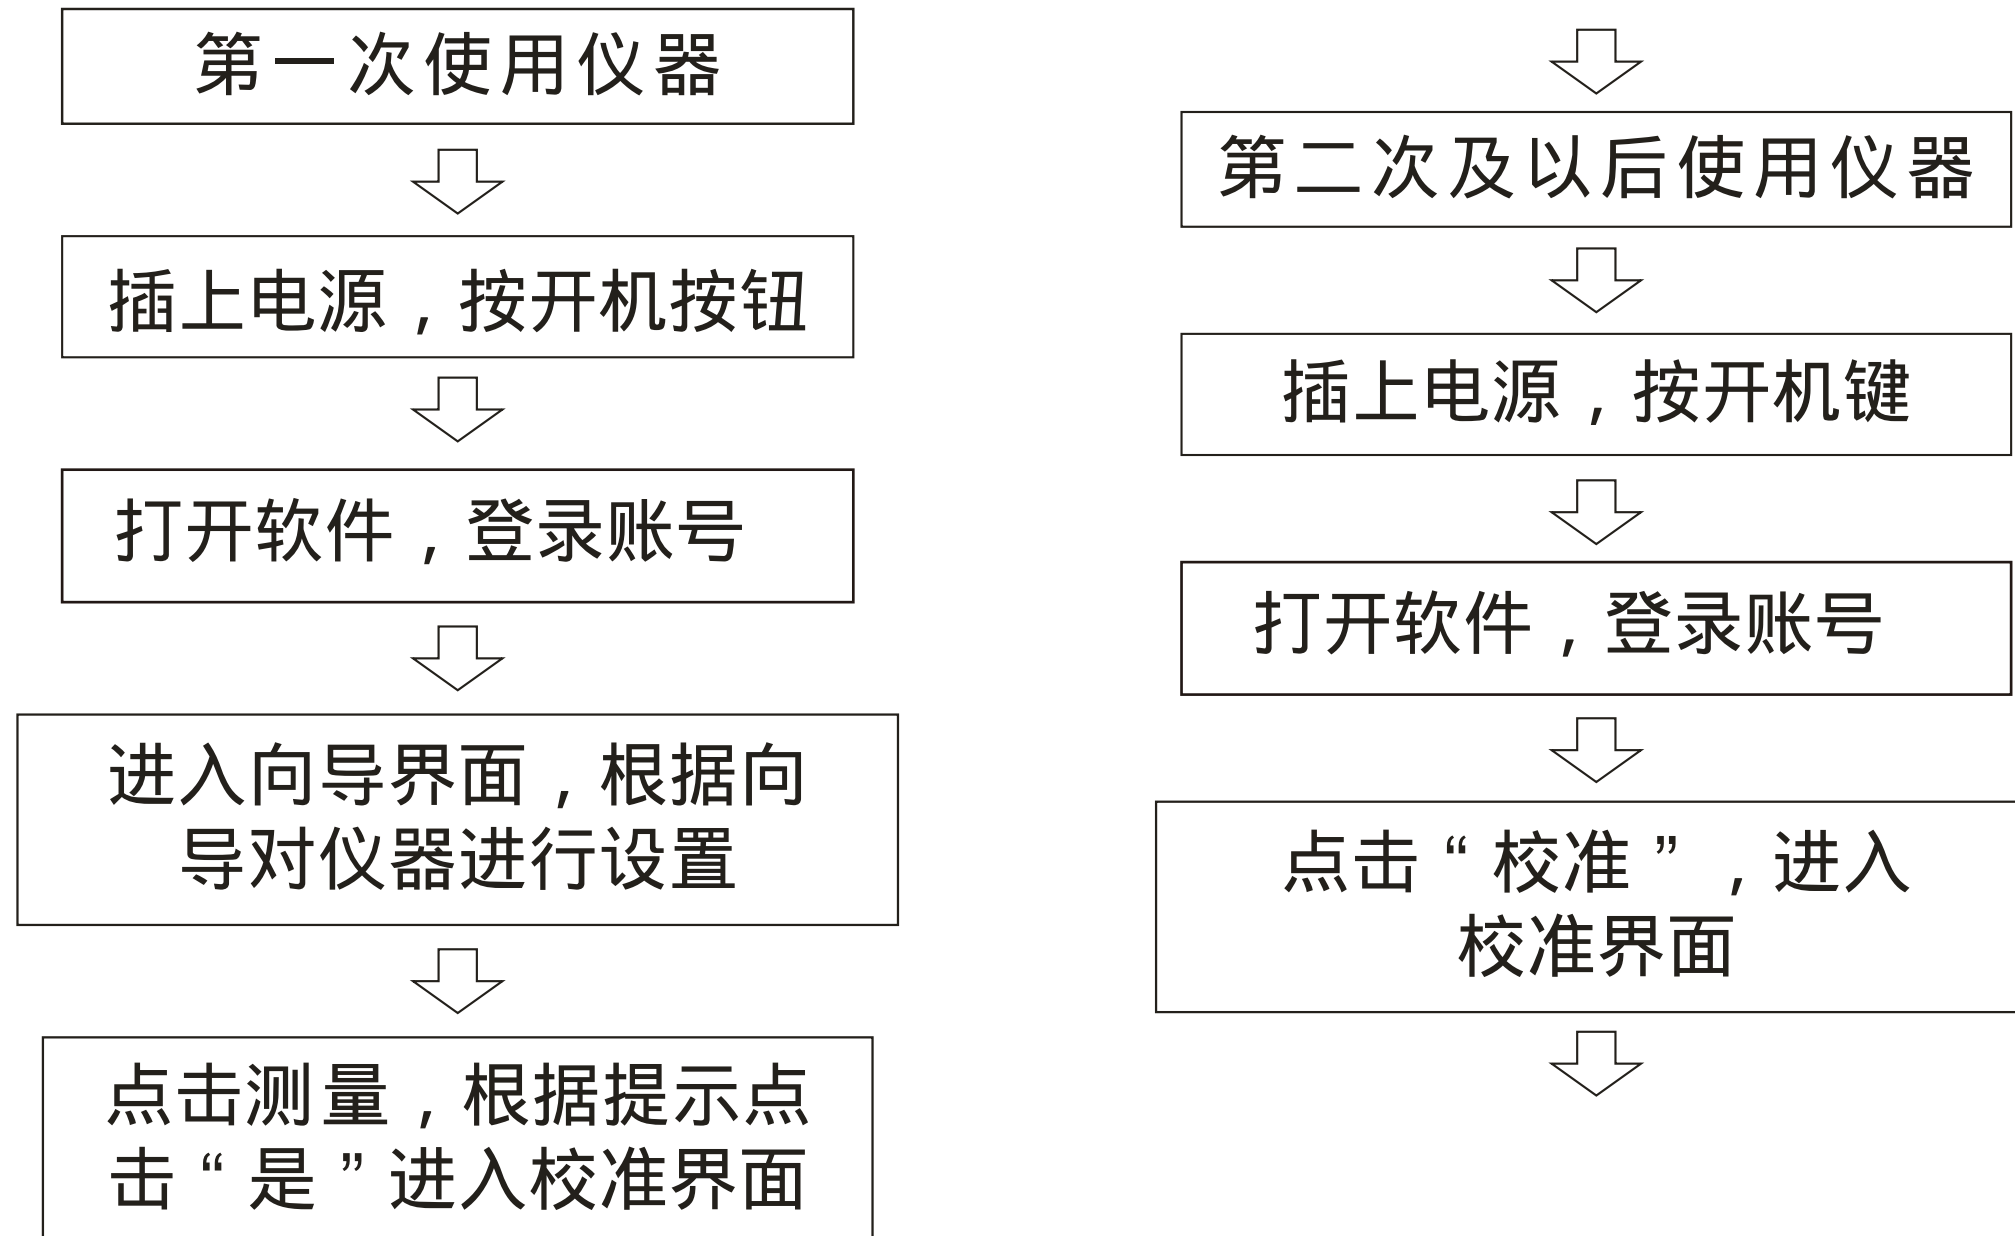 第一次使用仪器
插上电源，按开机按钮
打开软件，登录账号
进入向导界面，根据向
导对仪器进行设置
点击测量，根据提示点
击“是”进入校准界面
第二次及以后使用仪器
插上电源，按开机键
打开软件，登录账号
点击“校准”，进入
校准界面